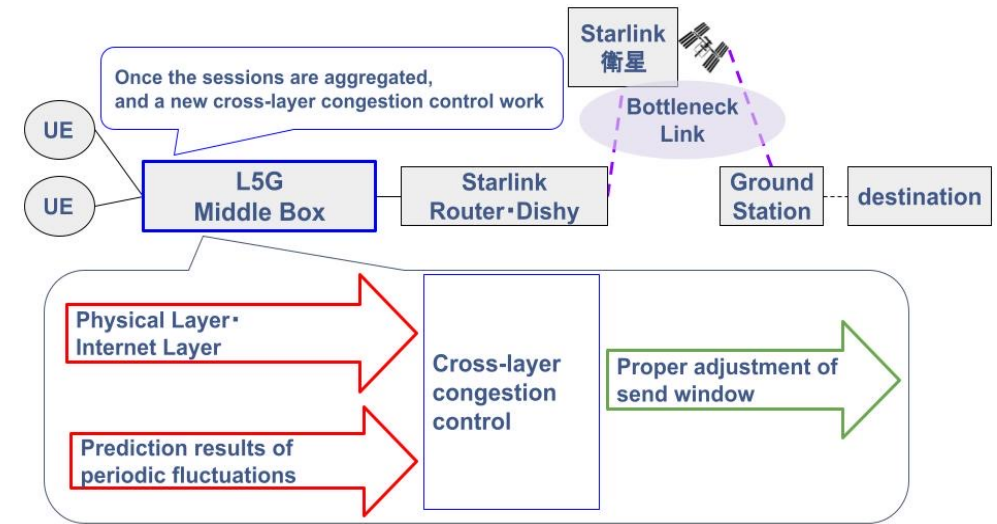 Starlink
衛星
Once the sessions are aggregated,
and a new cross-layer congestion control work
Bottleneck
Link
UE
UE
L5G
Middle Box
Starlink
Router・Dishy
Ground
Station
destination
Physical Layer・
Internet Layer
Cross-layer
congestion
control
Proper adjustment of
send window
Prediction results of
periodic fluctuations